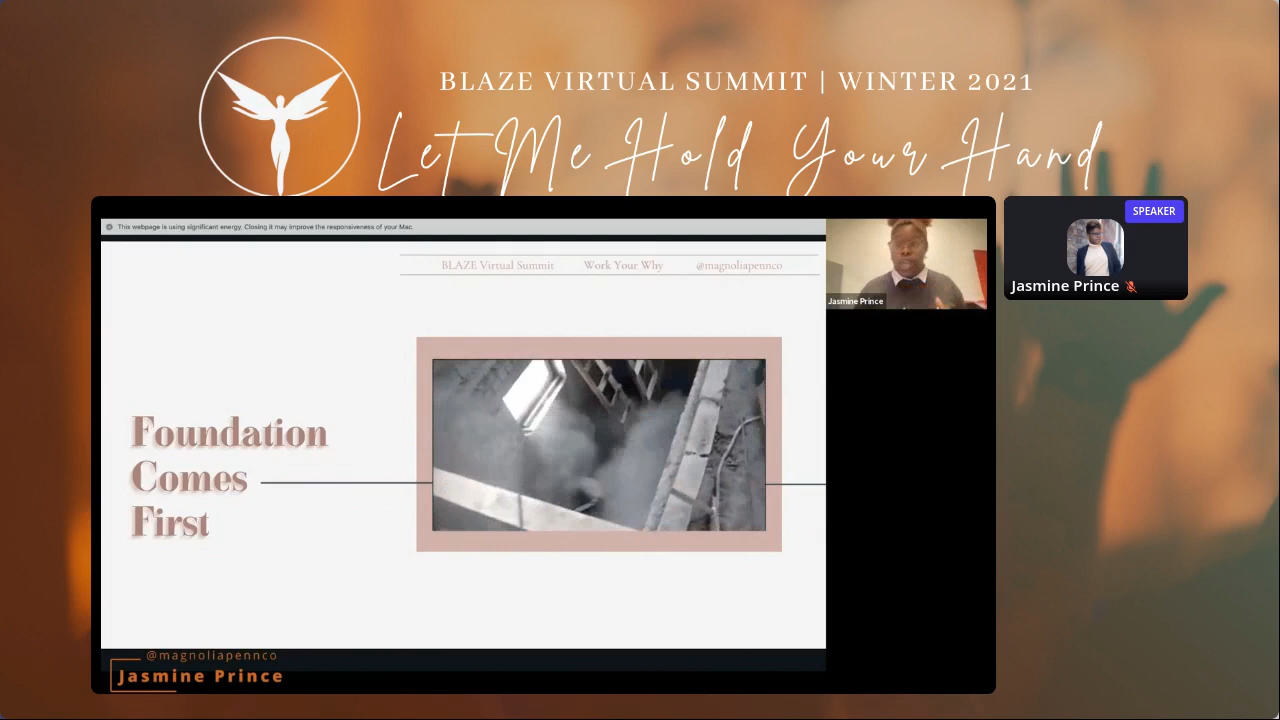 BLAZE VIRTUAL SUMMIT | WINTER 2021
Let Me Hold Your Hand
This webpage is using significant energy. Closing it may improve the responsiveness of your Mac.
BLAZE Virtual Summit Work Your Why @magnoliapennco
Foundation
Comes
First
Jasmine Prince
SPEAKER
Jasmine Prince
@magnoliapennco
Jasmine Prince